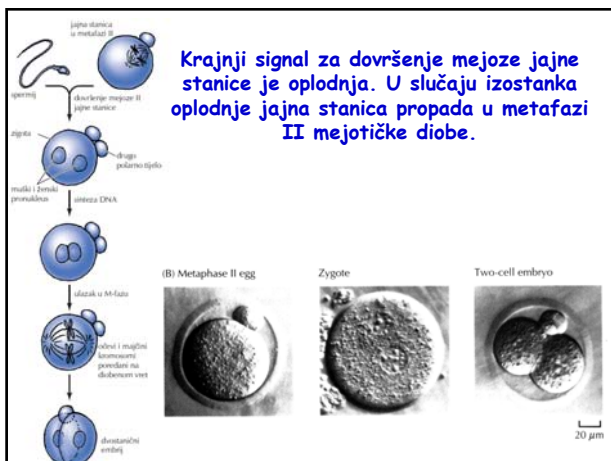 jajna stanica
u metafazi II
Krajnji signal za dovršenje mejoze jajne
stanice je oplodnja. U slučaju izostanka
oplodnje jajna stanica propada u metafazi
II mejotičke diobe.
spermij
dovršenje mejoze II
jajne stanice
zigota
drugo
polarno tijelo
muški i ženski
pronukleus
sinteza DNA
ulazak u M-fazu
očevi i majčini
kromosomi
poredani na
diobenom vret
dvostanični
embrij
(B) Metaphase II egg
Zygote
Two-cell embryo
20 µm